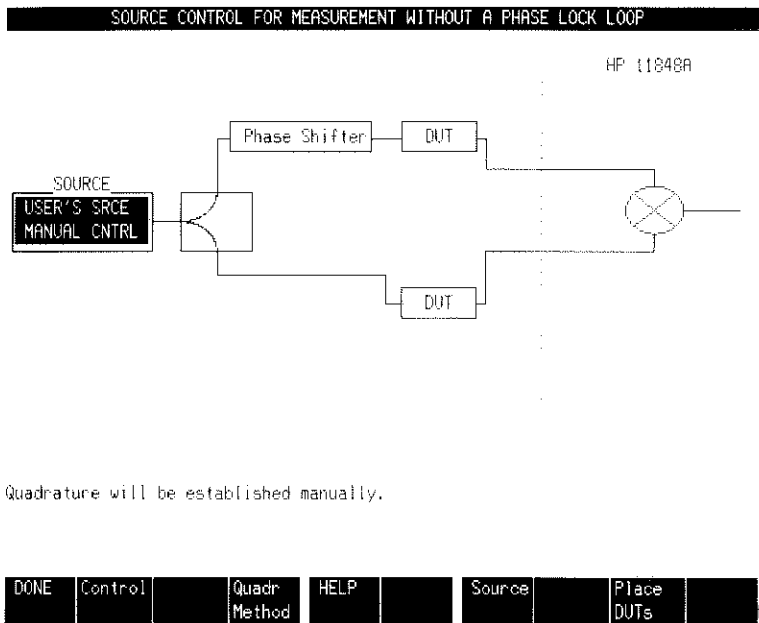 SOURCE CONTROL FOR MEASUREMENT WITHOUT A PHASE LOCK LOOP
HP 11848A
Phase Shifter
DUT
SOURCE
USER'S SRCE
MANUAL CNTRL
DUT
Quadrature will be established manually.
DONE Control Quadr Method HELP Source Place DUTs